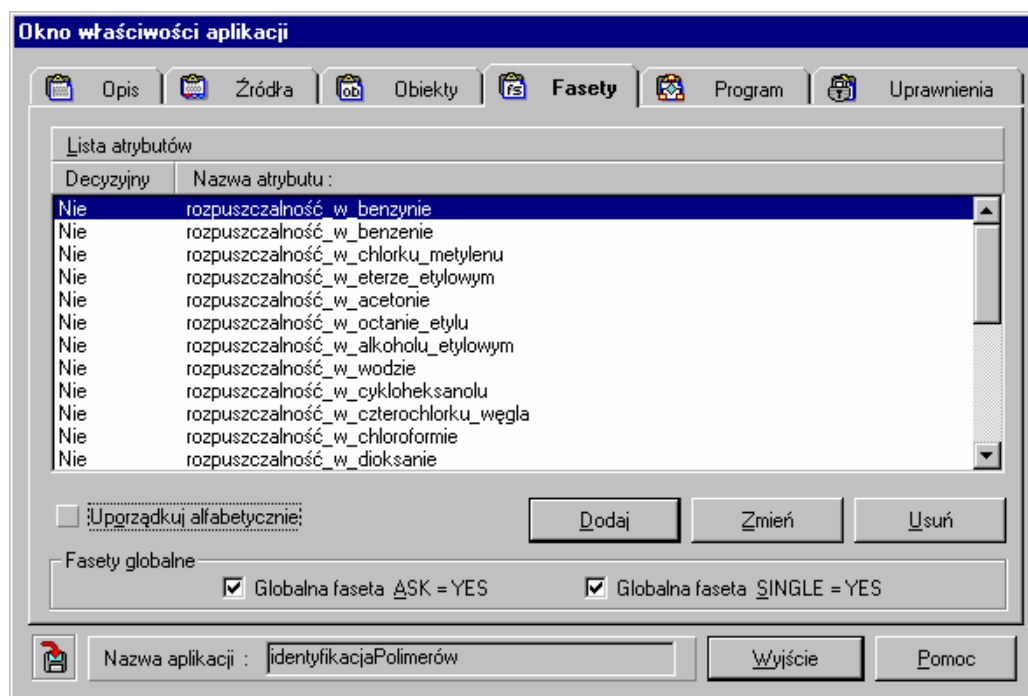 Okno właściwości aplikacji
Opis Źródła Obiekty Fasety Program Uprawnienia
Lista atrybutów
Decyzyjny Nazwa atrybutu :
Nie rozpuszczalność_w_benzynie
Nie rozpuszczalność_w_benzenie
Nie rozpuszczalność_w_chlorku_metylenu
Nie rozpuszczalność_w_eterze_etylowym
Nie rozpuszczalność_w_acetonie
Nie rozpuszczalność_w_octanie_etylu
Nie rozpuszczalność_w_alkoholu_etylowym
Nie rozpuszczalność_w_wodzie
Nie rozpuszczalność_w_cykloheksanolu
Nie rozpuszczalność_w_czterochlorku_węgla
Nie rozpuszczalność_w_chloroformie
Nie rozpuszczalność_w_dioksanie
Uporządkuj alfabetycznie Dodaj Zmień Usuń
Fasety globalne
Globalna faseta ASK = YES Globalna faseta SINGLE = YES
Nazwa aplikacji : identyfikacjaPolimerów Wyjście Pomoc